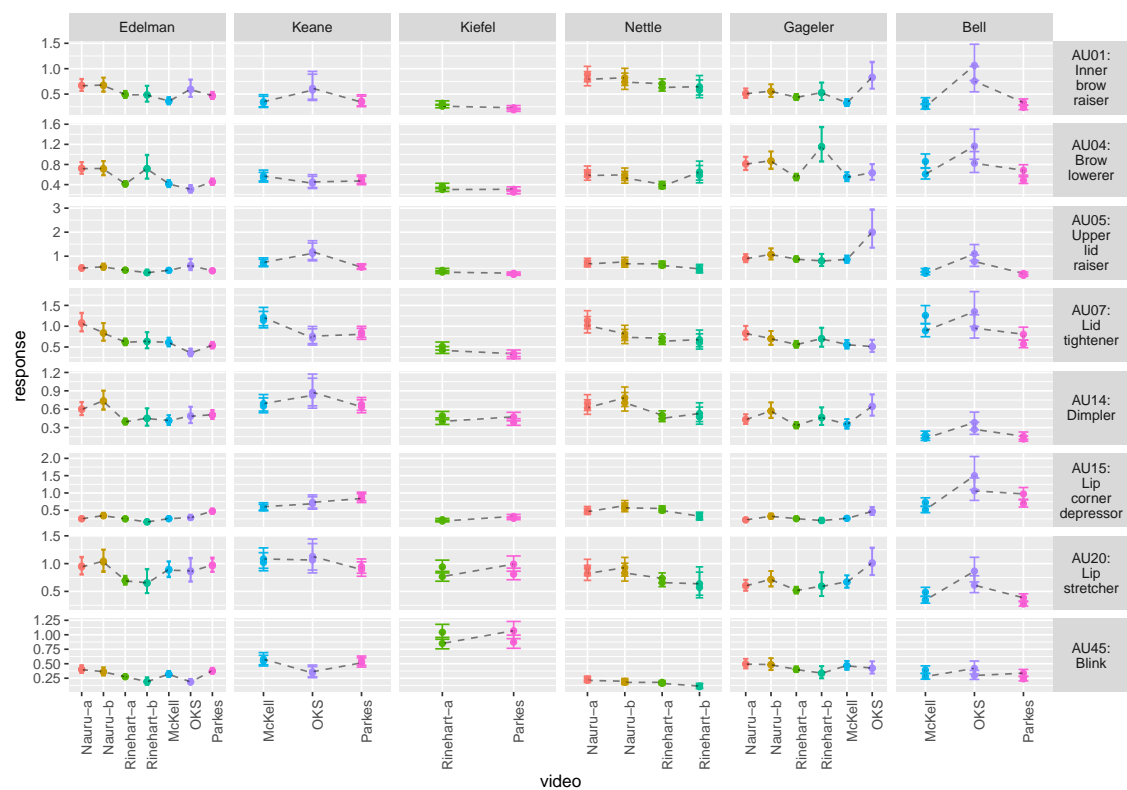 Edelman Keane Kiefel Nettle Gageler Bell
1.5
0.5
AU01:
Inner
brow
raiser
1.6
1.2
0.8
0.4
AU04:
Brow
lowerer
3
2
1
AU05:
Upper
lid
raiser
1.5
1.0
0.5
AU07:
Lid
tightener
1.2
0.9
0.6
0.3
AU14:
Dimpler
2.0
1.5
1.0
0.5
AU15:
Lip
corner
depressor
1.5
1.0
0.5
AU20:
Lip
stretcher
1.25
1.00
0.75
0.50
0.25
AU45:
Blink
response
Nauru−a Nauru−b Rinehart−a Rinehart−b McKell OKS Parkes
McKell OKS Parkes
Rinehart−a Parkes
Nauru−a Nauru−b Rinehart−a Rinehart−b
Nauru−a Nauru−b Rinehart−a Rinehart−b McKell OKS
McKell OKS Parkes
video